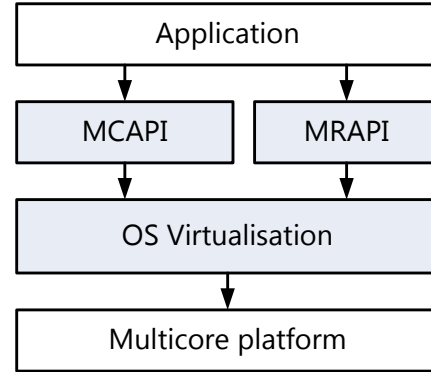 Application
MCAPI
MRAPI
OS Virtualisation
Multicore platform